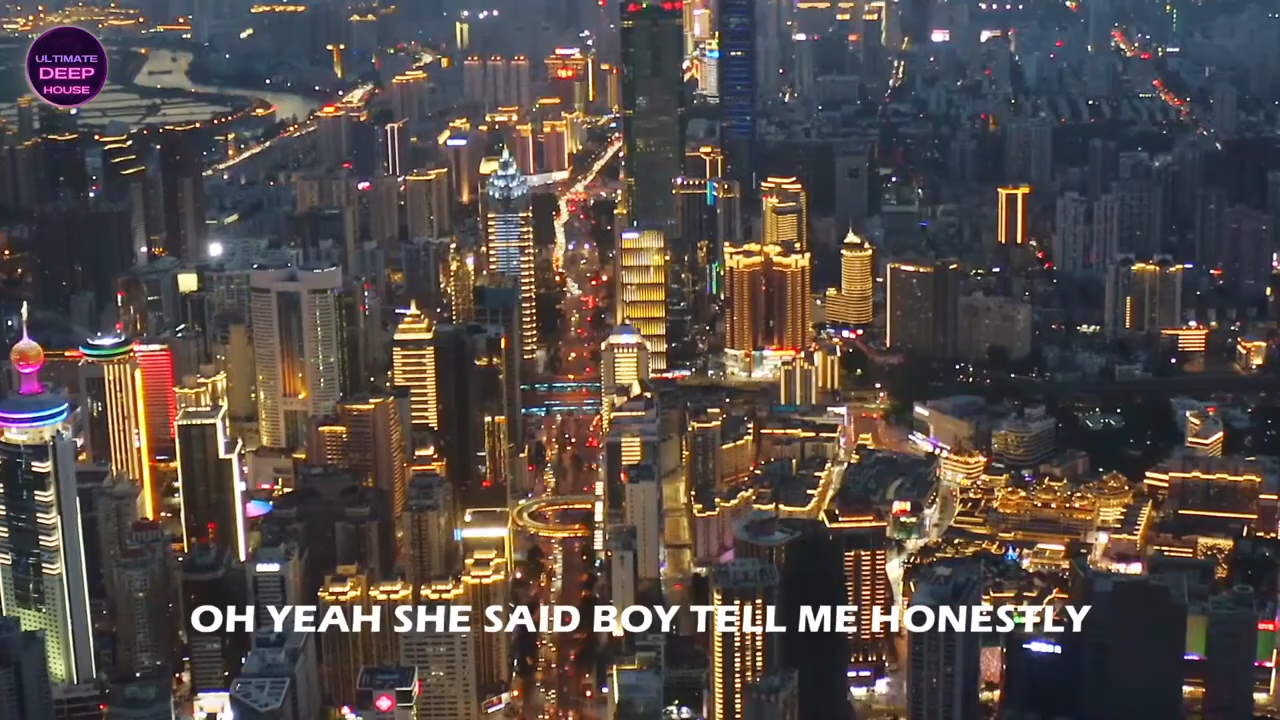 ULTIMATE
DEEP
HOUSE
OH YEAH SHE SAID BOY TELL ME HONESTLY